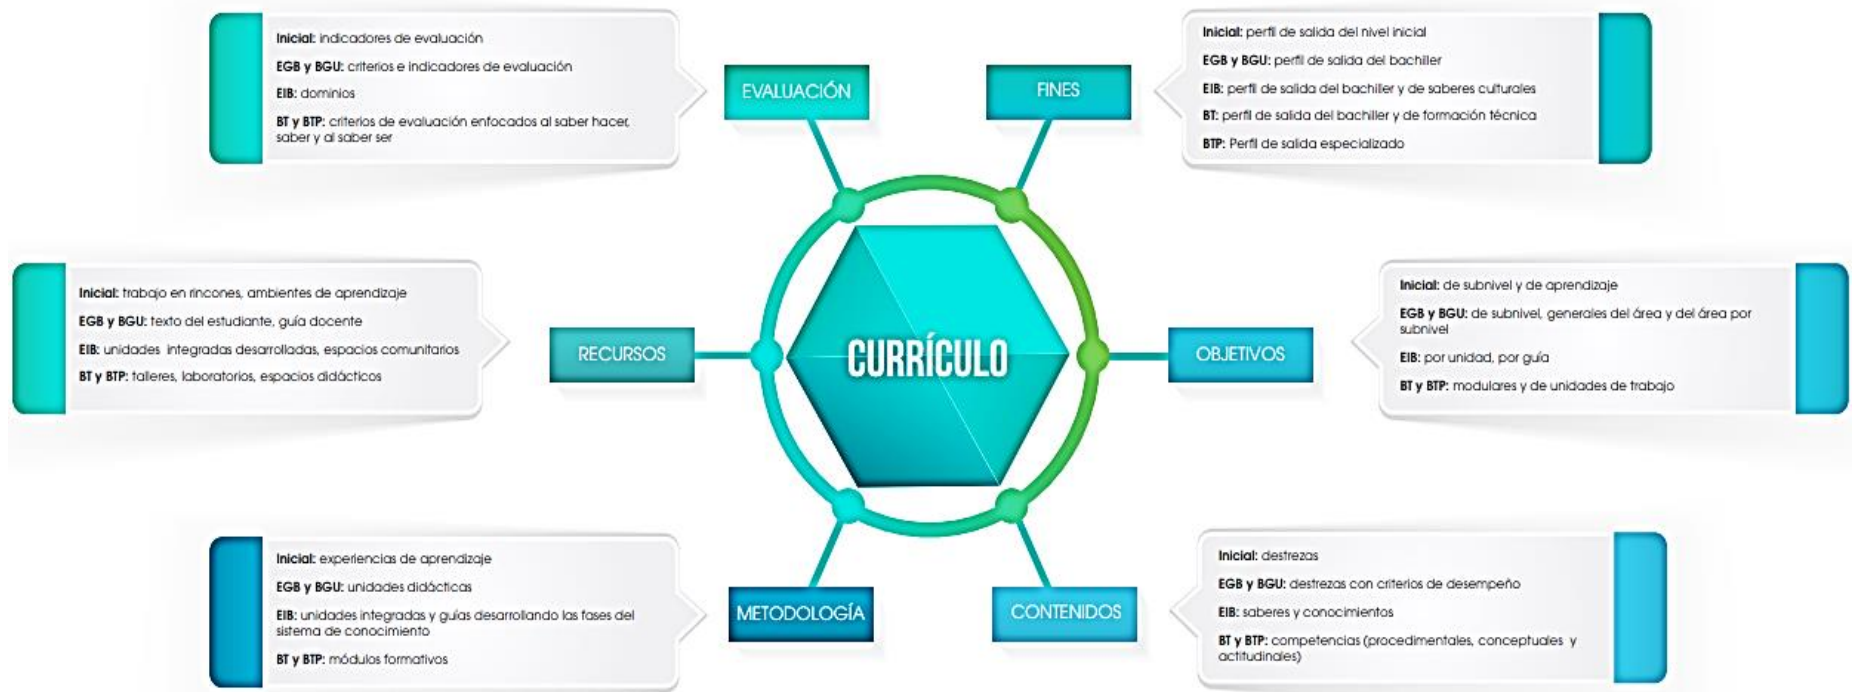 Inicial: indicadores de evaluación
EGB y BGU: criterios e indicadores de evaluación
EIB: dominios
BT y BTP: criterios de evaluación enfocados al saber hacer,
saber y al saber ser
EVALUACIÓN
FINES
Inicial: perfil de salida del nivel inicial
EGB y BGU: perfil de salida del bachiller
EIB: perfil de salida del bachiller y de saberes culturales
BT: perfil de salida del bachiller y de formación técnica
BTP: Perfil de salida especializado
Inicial: trabajo en rincones, ambientes de aprendizaje
EGB y BGU: texto del estudiante, guía docente
EIB: unidades integradas desarrolladas, espacios comunitarios
BT y BTP: talleres, laboratorios, espacios didácticos
RECURSOS
CURRÍCULO
OBJETIVOS
Inicial: de subnivel y de aprendizaje
EGB y BGU: de subnivel, generales del área y del área por
subnivel
EIB: por unidad, por guía
BT y BTP: modulares y de unidades de trabajo
Inicial: experiencias de aprendizaje
EGB y BGU: unidades didácticas
EIB: unidades integradas y guías desarrollando las fases del
sistema de conocimiento
BT y BTP: módulos formativos
METODOLOGÍA
CONTENIDOS
Inicial: destrezas
EGB y BGU: destrezas con criterios de desempeño
EIB: saberes y conocimientos
BT y BTP: competencias (procedimentales, conceptuales y
actitudinales)